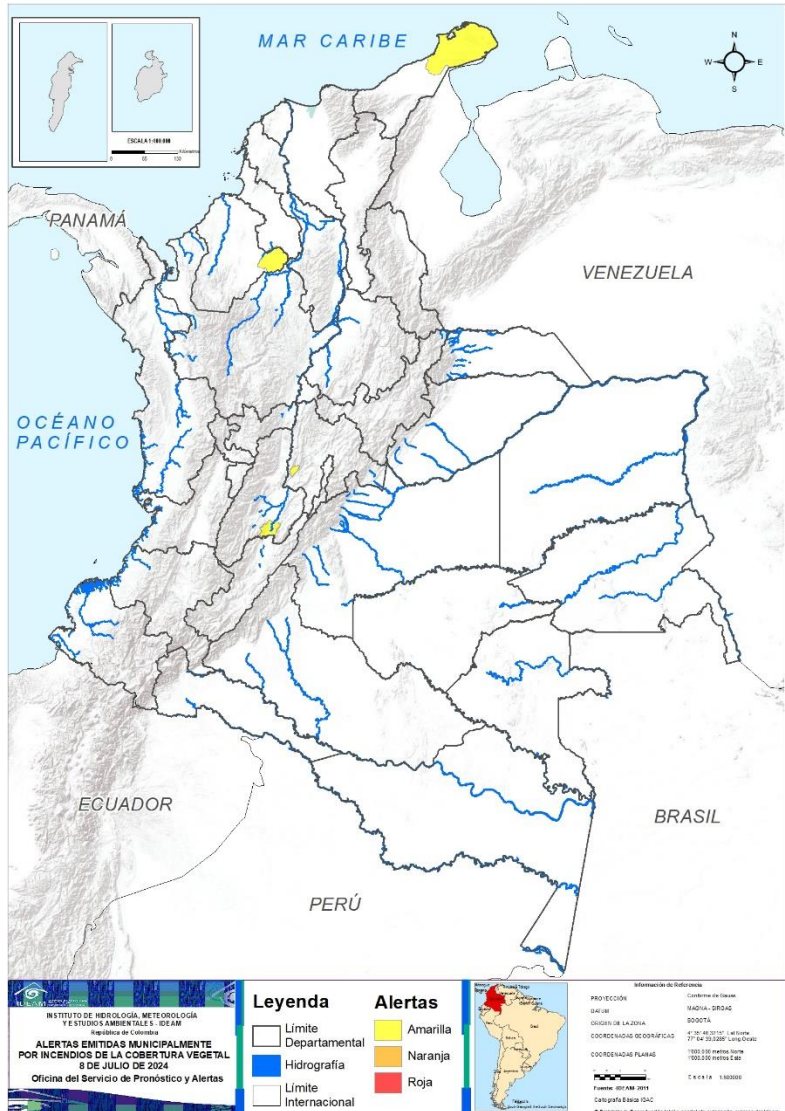 MAR CARIBE
N
W E
S
ESCALA 1:100.000
PANAMÁ
VENEZUELA
OCÉANO
PACÍFICO
ECUADOR
BRASIL
PERÚ
IDEAM
INSTITUTO DE HIDROLOGÍA, METEOROLOGÍA
Y ESTUDIOS AMBIENTALES - IDEAM
República de Colombia
ALERTAS EMITIDAS MUNICIPALMENTE
POR INCENDIOS DE LA COBERTURA VEGETAL
8 DE JULIO DE 2024
Oficina del Servicio de Pronóstico y Alertas
Leyenda
Límite
Departamental
Hidrografía
Límite
Internacional
Alertas
Amarilla
Naranja
Roja
Información de Referencia
PROYECCIÓN Conforme de Gauss
DATUM MAGNA - SIRGAS
ORIGEN DE LA ZONA BOGOTÁ
COORDENADAS GEOGRÁFICAS
COORDENADAS PLANAS 1'000.000 metros Norte
1'000.000 metros Este
Fuente: IDEAM- 2011
Cartografía Básica IGAC